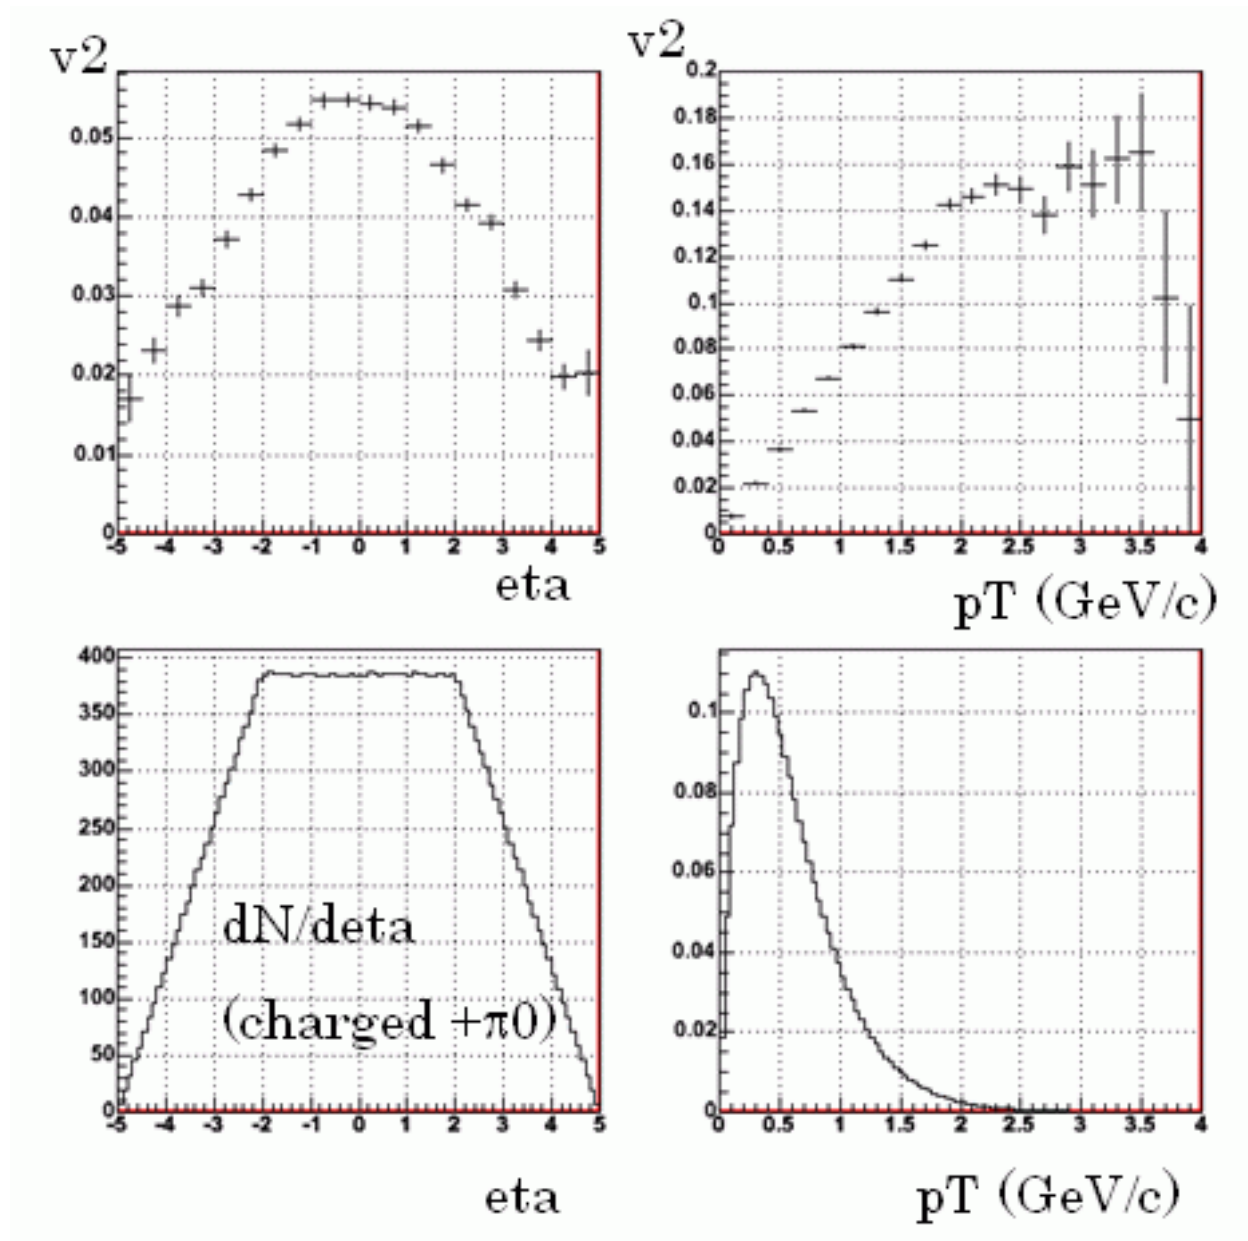 v2
0.05
0.04
0.03
0.02
0.01
0
-5 -4 -3 -2 -1 0 1 2 3 4 5
eta
v2
0.2
0.18
0.16
0.14
0.12
0.1
0.08
0.06
0.04
0.02
0
0 0.5 1 1.5 2 2.5 3 3.5 4
pT (GeV/c)
400
350
300
250
200
150
100
50
0
dN/deta
(charged +π0)
-5 -4 -3 -2 -1 0 1 2 3 4 5
eta
0.1
0.08
0.06
0.04
0.02
0
0 0.5 1 1.5 2 2.5 3 3.5 4
pT (GeV/c)